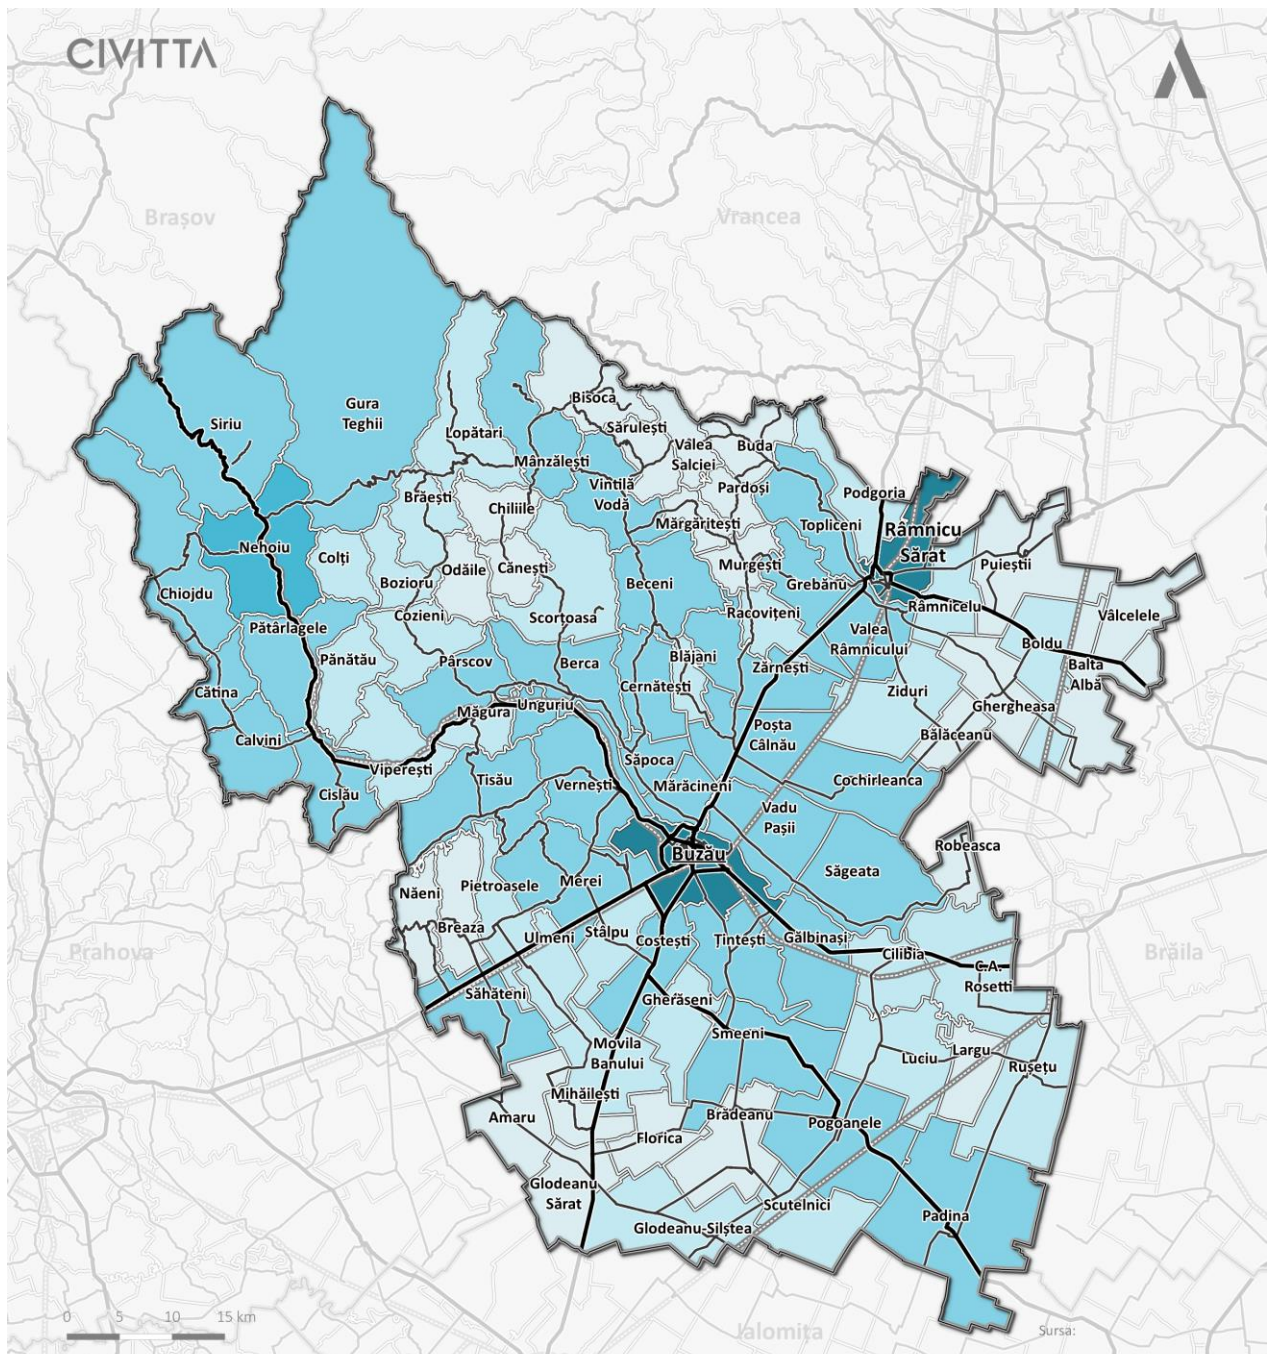 CIVITTA
Brașov
Vrancea
Siriu
Gura
Teghii
Bisoca
Lopătari
Sărulești
Valea
Salciei
Buda
Mânzălești
Brăești
Vintilă
Vodă
Pardoși
Podgoria
Chiliile
Mărgăritești
Topliceni
Râmnicu
Sărat
Nehoiu
Colți
Odăile
Cănești
Murgești
Puieștii
Bozioru
Beceni
Grebănu
Chiojdu
Râmnicelu
Vâlcelele
Cozieni
Scorțoasa
Racovițeni
Valea
Râmnicului
Pătârlagele
Boldu
Pănătău
Pârscov
Berca
Blăjani
Zărnești
Balta
Albă
Cătina
Cernătești
Ziduri
Ghergheasa
Măgura
Unguriu
Poșta
Câlnău
Bălăceanu
Calvini
Viperești
Tisău
Săpoca
Cislău
Vernești
Mărăcineni
Cochirleanca
Vadu
Pașii
Buzău
Robeasca
Săgeata
Năeni
Pietroasele
Merei
Breaza
Ulmeni
Stâlpu
Costești
Țintești
Gălbinași
Cilibia
Prahova
Brăila
C.A.
Rosetti
Săhăteni
Gherăseni
Smeeni
Movila
Banului
Luciu
Largu
Rușețu
Mihăilești
Amaru
Brădeanu
Pogoanele
Florica
Glodeanu
Sărat
Scutelnici
Padina
Glodeanu-Siliștea
0 5 10 15 km
Ialomița
Sursa: